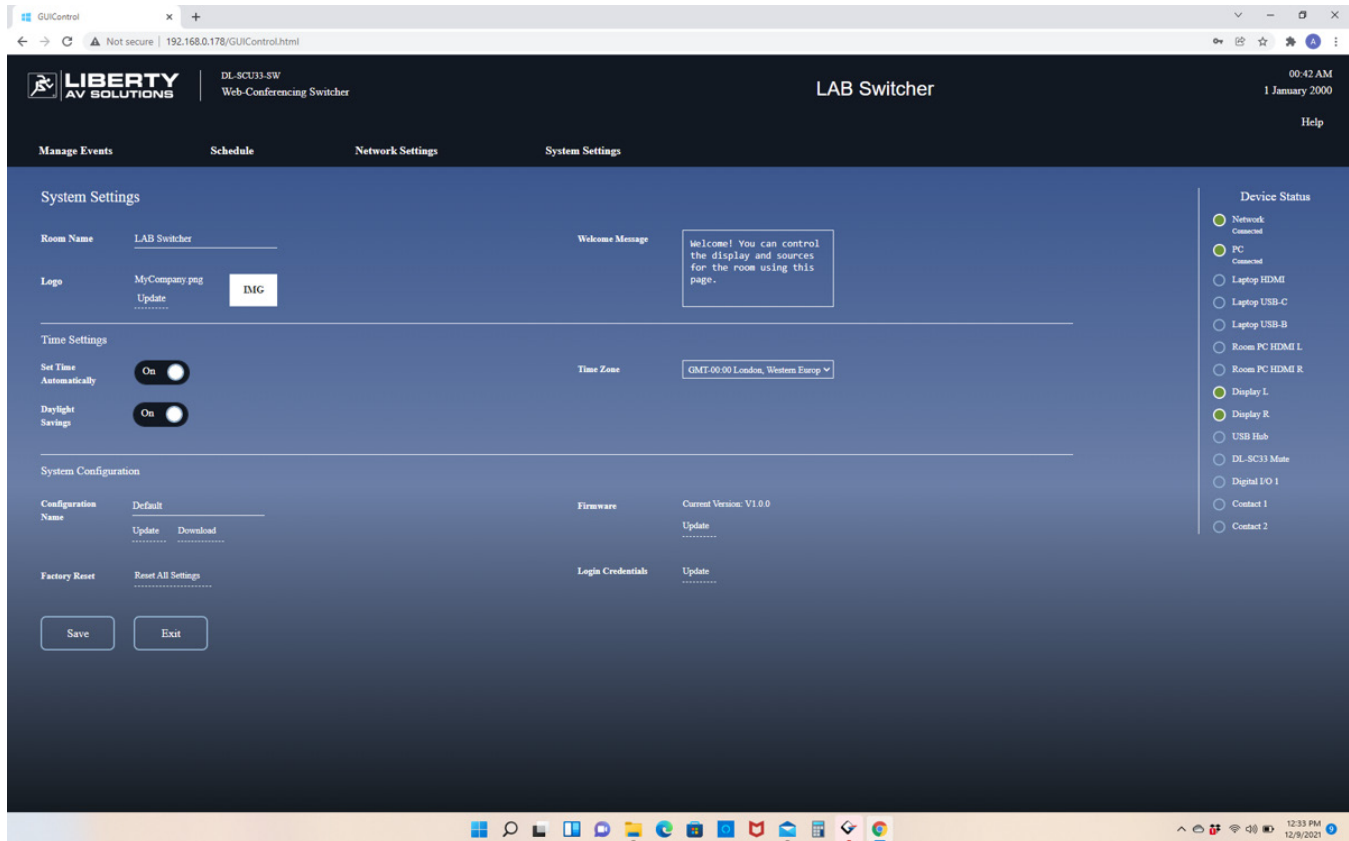 GUIControl
Not secure | 192.168.0.178/GUIControl.html
A
LIBERTY
AV SOLUTIONS
DL-SCU33-SW
Web-Conferencing Switcher
LAB Switcher
00:42 AM
1 January 2000
Help
Manage Events Schedule Network Settings System Settings
System Settings
Room Name LAB Switcher
Logo MyCompany.png
Update
IMG
Welcome Message
Welcome! You can control
the display and sources
for the room using this
page.
Time Settings
Set Time
Automatically
On
Time Zone GMT-00:00 London, Western Europ
Daylight
Savings
On
System Configuration
Configuration
Name
Default
Update Download
Firmware Current Version: V1.0.0
Update
Factory Reset Reset All Settings
Login Credentials Update
Save Exit
Device Status
Network
Connected
PC
Connected
Laptop HDMI
Laptop USB-C
Laptop USB-B
Room PC HDMI L
Room PC HDMI R
Display L
Display R
USB Hub
DL-SC33 Mute
Digital I/O 1
Contact 1
Contact 2
12:33 PM
12/9/2021
9